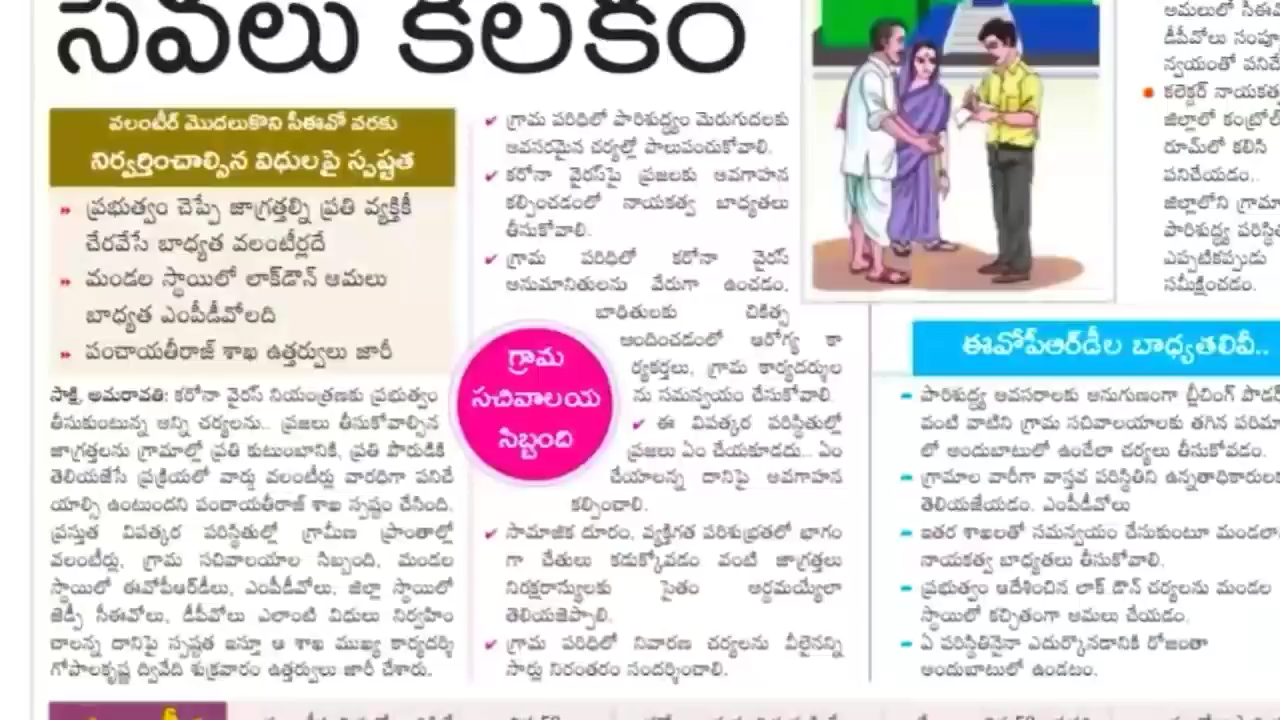 సేవలు కీలకం
వలంటీర్ మొదలుకొని సీఈవో వరకు
నిర్వర్తించాల్సిన విధులపై స్పష్టత
ప్రభుత్వం చెప్పే జాగ్రత్తల్ని ప్రతి వ్యక్తికీ
చేరవేసే బాధ్యత వలంటీర్లదే
మండల స్థాయిలో లాక్‌డౌన్ అమలు
బాధ్యత ఎంపీడీవోలది
పంచాయతీరాజ్ శాఖ ఉత్తర్వులు జారీ
సాక్షి, అమరావతి: కరోనా వైరస్ నియంత్రణకు ప్రభుత్వం
తీసుకుంటున్న అన్ని చర్యలను.. ప్రజలు తీసుకోవాల్సిన
జాగ్రత్తలను గ్రామాల్లో ప్రతి కుటుంబానికి, ప్రతి పౌరుడికి
తెలియజేసే ప్రక్రియలో వార్డు వలంటీర్లు వారధిగా పనిచే
యాల్సి ఉంటుందని పంచాయతీరాజ్ శాఖ స్పష్టం చేసింది.
ప్రస్తుత విపత్కర పరిస్థితుల్లో గ్రామీణ ప్రాంతాల్లో
వలంటీర్లు, గ్రామ సచివాలయాల సిబ్బంది, మండల
స్థాయిలో ఈవోపీఆర్‌డీలు, ఎంపీడీవోలు, జిల్లా స్థాయిలో
జెడ్పీ సీఈవోలు, డీపీవోలు ఎలాంటి విధులు నిర్వహిం
చాలన్న దానిపై స్పష్టత ఇస్తూ ఆ శాఖ ముఖ్య కార్యదర్శి
గోపాలకృష్ణ ద్వివేది శుక్రవారం ఉత్తర్వులు జారీ చేశారు.
గ్రామ పరిధిలో పారిశుద్ధ్యం మెరుగుదలకు
అవసరమైన చర్యల్లో పాలుపంచుకోవాలి.
కరోనా వైరస్‌పై ప్రజలకు అవగాహన
కల్పించడంలో నాయకత్వ బాధ్యతలు
తీసుకోవాలి.
గ్రామ పరిధిలో కరోనా వైరస్
అనుమానితులను వేరుగా ఉంచడం,
బాధితులకు చికిత్స
అందించడంలో ఆరోగ్య కా
ర్యకర్తలు, గ్రామ కార్యదర్శుల
ను సమన్వయం చేసుకోవాలి.
గ్రామ
సచివాలయ
సిబ్బంది
ఈ విపత్కర పరిస్థితుల్లో
ప్రజలు ఏం చేయకూడదు.. ఏం
చేయాలన్న దానిపై అవగాహన
కల్పించాలి.
సామాజిక దూరం, వ్యక్తిగత పరిశుభ్రతలో భాగం
గా చేతులు కడుక్కోవడం వంటి జాగ్రత్తలు
నిరక్షరాస్యులకు సైతం అర్థమయ్యేలా
తెలియజెప్పాలి.
గ్రామ పరిధిలో నివారణ చర్యలను వీలైనన్ని
సార్లు నిరంతరం సందర్శించాలి.
అమలులో సీఈవ
డీపీవోలు సంపూ
న్వయంతో పనిచే
కలెక్టర్ నాయకత్వ
జిల్లాలో కంట్రోల్
రూమ్‌లో కలిసి
పనిచేయడం..
జిల్లాలోని గ్రామా
పారిశుద్ధ్య పరిస్థితి
ఎప్పటికప్పుడు
సమీక్షించడం.
ఈవోపీఆర్‌డీల బాధ్యతలివీ..
పారిశుద్ధ్య అవసరాలకు అనుగుణంగా బ్లీచింగ్ పౌడ
వంటి వాటిని గ్రామ సచివాలయాలకు తగిన పరిమా
లో అందుబాటులో ఉంచేలా చర్యలు తీసుకోవడం.
గ్రామాల వారీగా వాస్తవ పరిస్థితిని ఉన్నతాధికారులు
తెలియజేయడం. ఎంపీడీవోలు
ఇతర శాఖలతో సమన్వయం చేసుకుంటూ మండలా
నాయకత్వ బాధ్యతలు తీసుకోవాలి.
ప్రభుత్వం ఆదేశించిన లాక్ డౌన్ చర్యలను మండల
స్థాయిలో కచ్చితంగా అమలు చేయడం.
ఏ పరిస్థితినైనా ఎదుర్కొనడానికి రోజంతా
అందుబాటులో ఉండటం.